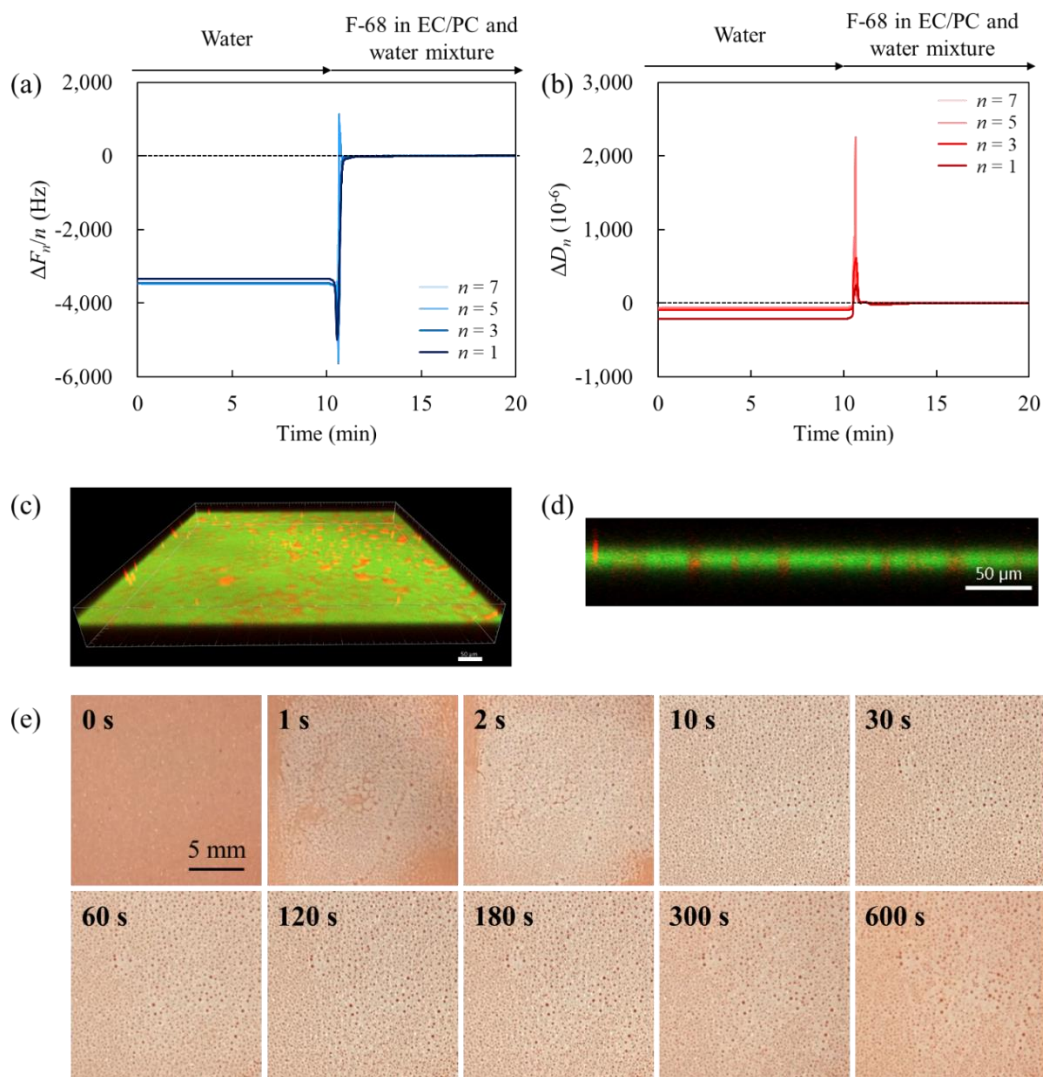 (a)
Water
F-68 in EC/PC and
water mixture
2,000
0
-2,000
-4,000
-6,000
ΔFn/n (Hz)
n = 7
n = 5
n = 3
n = 1
0
5
10
15
20
Time (min)
(b)
Water
F-68 in EC/PC and
water mixture
3,000
2,000
1,000
0
-1,000
ΔDn (10-6)
n = 7
n = 5
n = 3
n = 1
0
5
10
15
20
Time (min)
(c)
50 μm
(d)
50 μm
(e)
0 s
5 mm
1 s
2 s
10 s
30 s
60 s
120 s
180 s
300 s
600 s